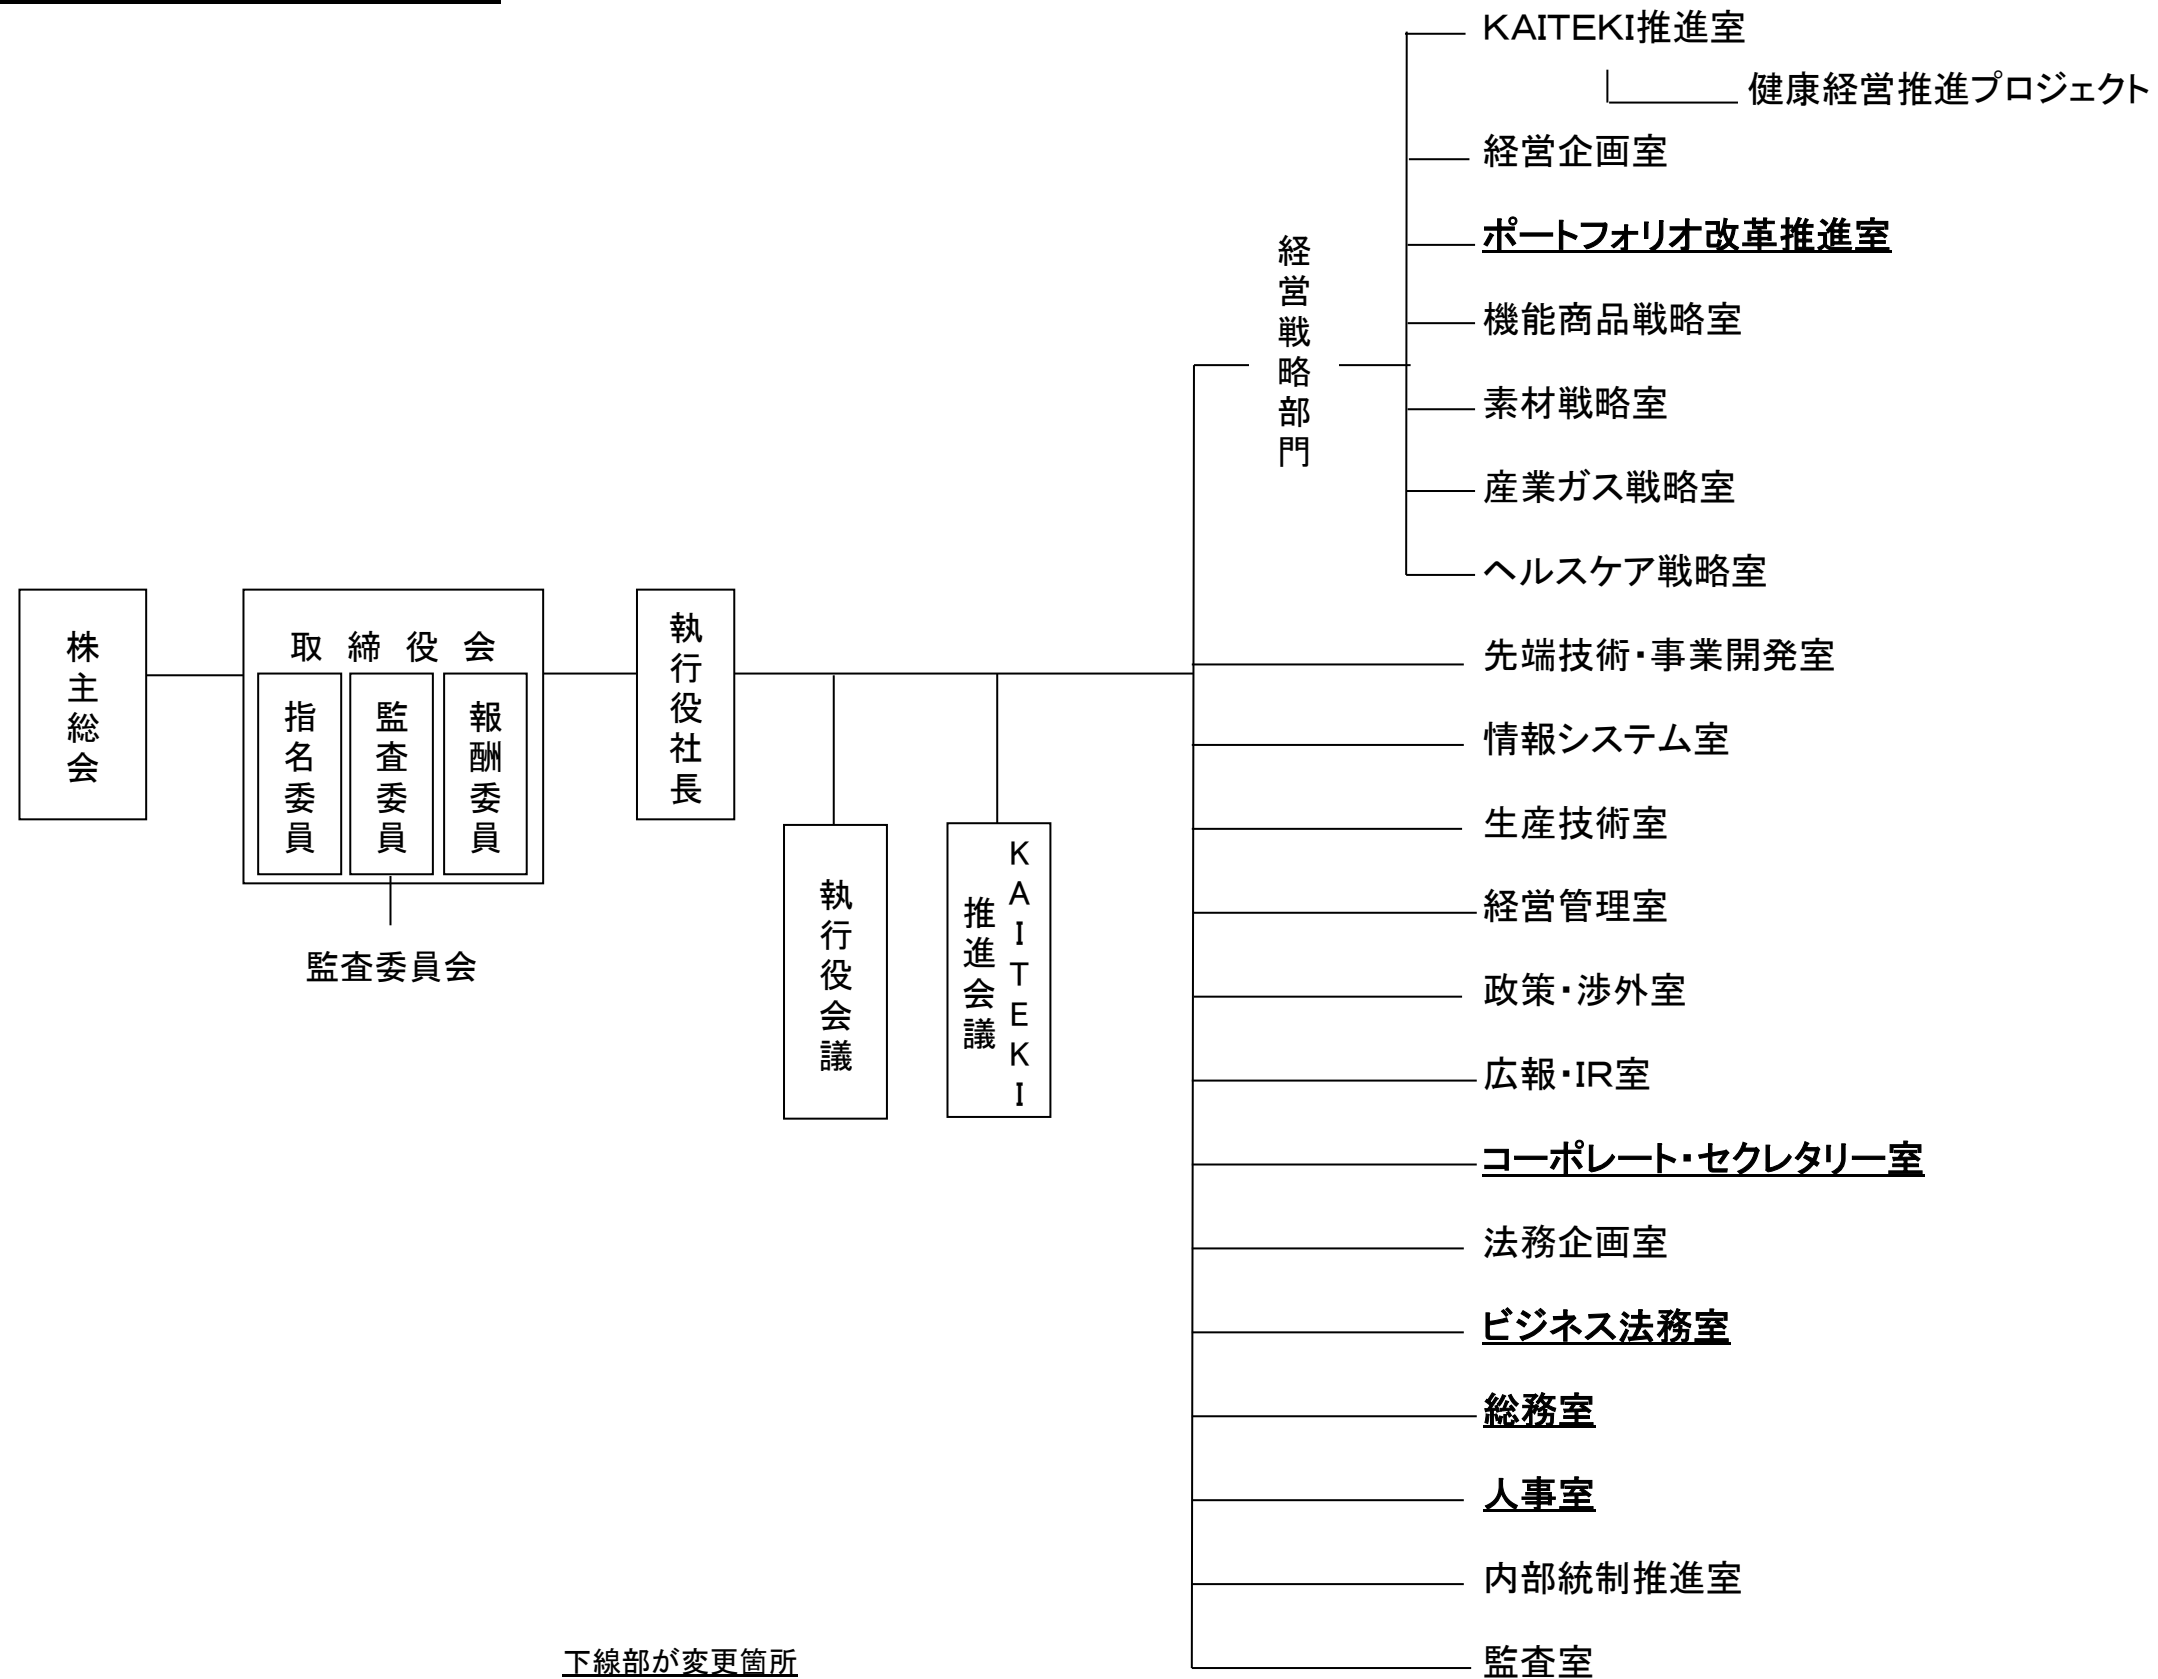 KAITEKI推進室
健康経営推進プロジェクト
経営企画室
ポートフォリオ改革推進室
経営戦略部門
機能商品戦略室
素材戦略室
産業ガス戦略室
ヘルスケア戦略室
株主総会
取締役会
指名委員
監査委員
報酬委員
監査委員会
執行役社長
執行役会議
KAITEKI
推進会議
先端技術・事業開発室
情報システム室
生産技術室
経営管理室
政策・渉外室
広報・IR室
コーポレート・セクレタリー室
法務企画室
ビジネス法務室
総務室
人事室
内部統制推進室
監査室
下線部が変更箇所